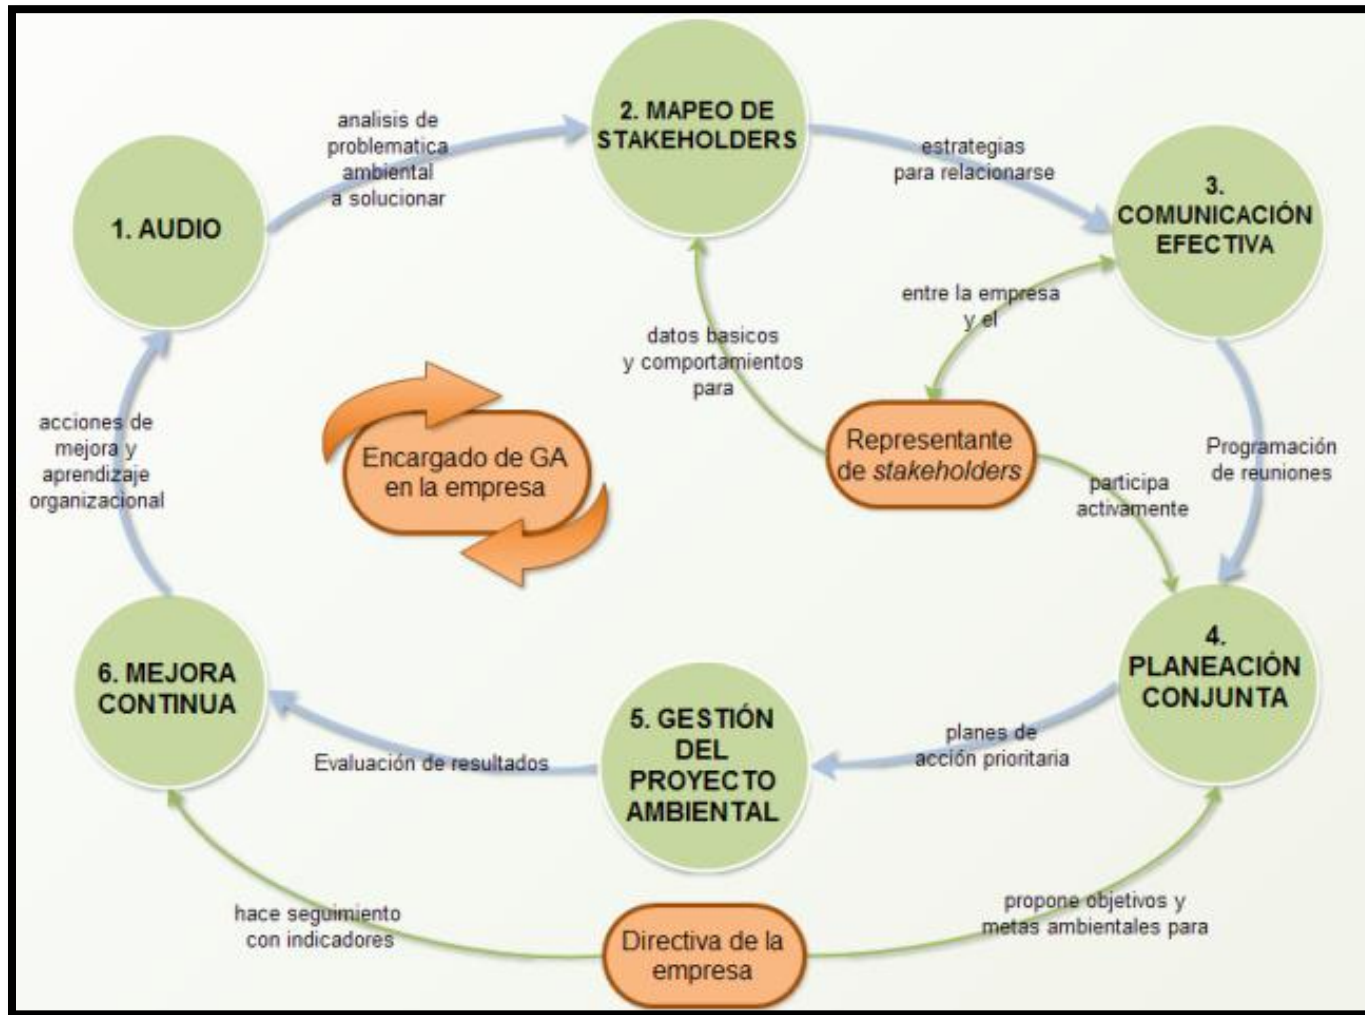 analisis de
problematica
ambiental
a solucionar
2. MAPEO DE
STAKEHOLDERS
estrategias
para relacionarse
3.
COMUNICACIÓN
EFECTIVA
1. AUDIO
entre la empresa
y el
datos basicos
y comportamientos
para
Representante
de stakeholders
Programación
de reuniones
participa
activamente
acciones de
mejora y
aprendizaje
organizacional
Encargado de GA
en la empresa
6. MEJORA
CONTINUA
4.
PLANEACIÓN
CONJUNTA
5. GESTIÓN
DEL
PROYECTO
AMBIENTAL
planes de
acción prioritaria
Evaluación de resultados
hace seguimiento
con indicadores
Directiva de la
empresa
propone objetivos y
metas ambientales para